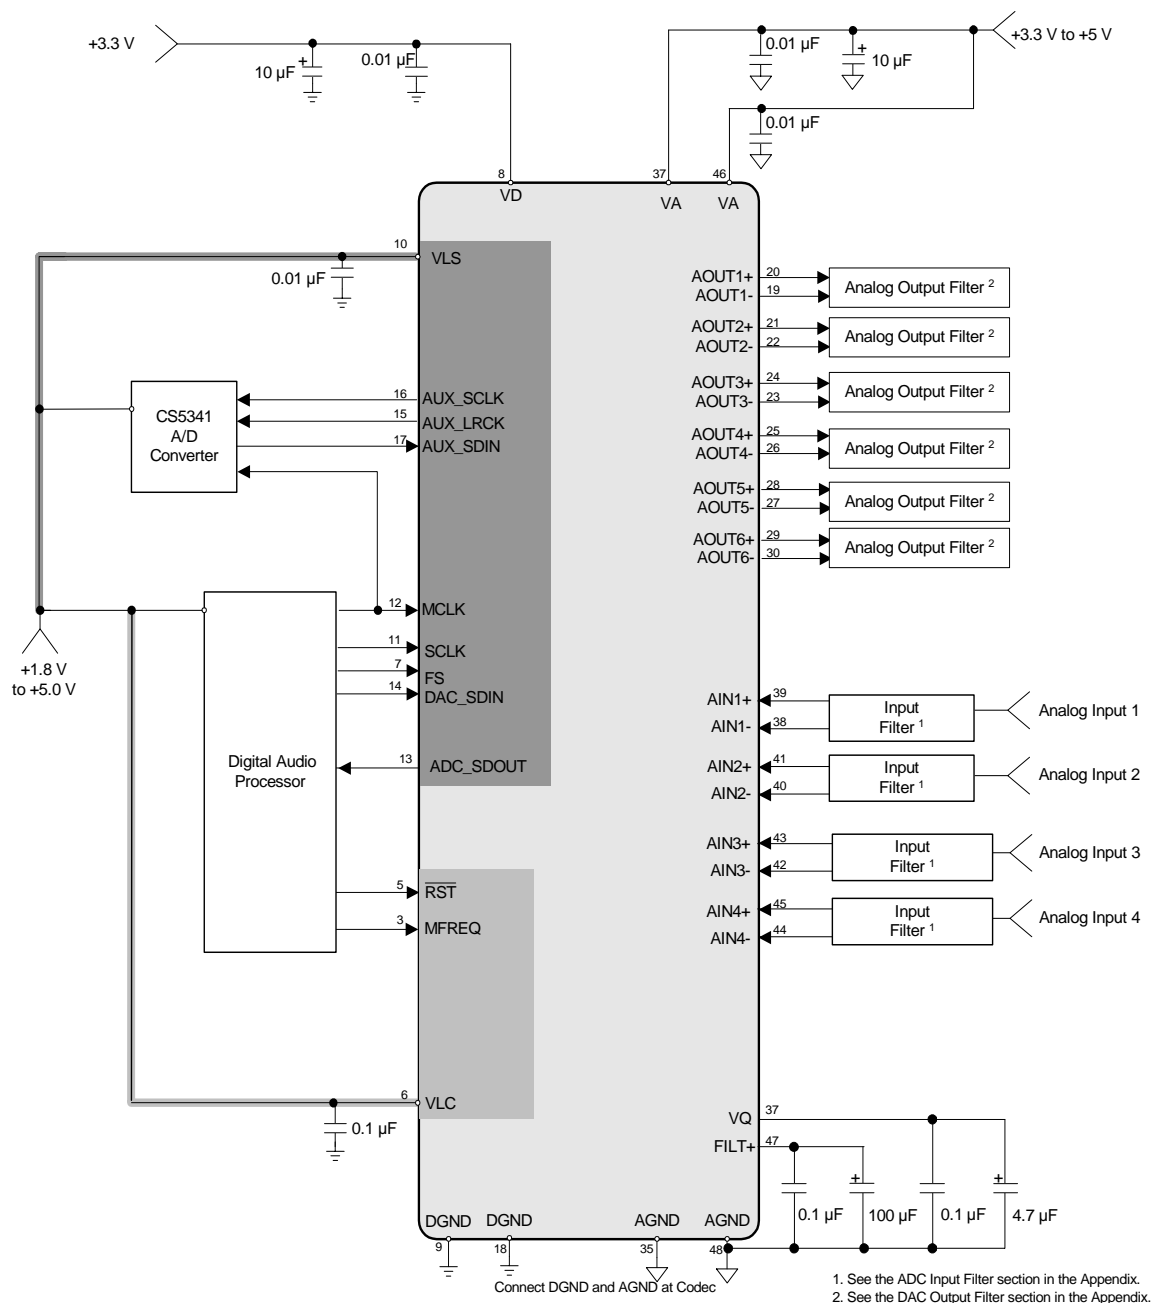 +3.3 V
10 µF
+
0.01 µF
0.01 µF
+
10 µF
+3.3 V to +5 V
0.01 µF
8
VD
37
VA
46
VA
10
VLS
0.01 µF
CS5341
A/D
Converter
16
AUX_SCLK
15
AUX_LRCK
17
AUX_SDIN
+1.8 V
to +5.0 V
Digital Audio
Processor
12
MCLK
11
SCLK
7
FS
14
DAC_SDIN
13
ADC_SDOUT
5
RST
3
MFREQ
6
VLC
0.1 µF
AOUT1+
20
AOUT1-
19
Analog Output Filter 2
AOUT2+
21
AOUT2-
22
Analog Output Filter 2
AOUT3+
24
AOUT3-
23
Analog Output Filter 2
AOUT4+
25
AOUT4-
26
Analog Output Filter 2
AOUT5+
28
AOUT5-
27
Analog Output Filter 2
AOUT6+
29
AOUT6-
30
Analog Output Filter 2
AIN1+
39
AIN1-
38
Input
Filter 1
Analog Input 1
AIN2+
41
AIN2-
40
Input
Filter 1
Analog Input 2
AIN3+
43
AIN3-
42
Input
Filter 1
Analog Input 3
AIN4+
45
AIN4-
44
Input
Filter 1
Analog Input 4
VQ
37
FILT+
47
0.1 µF
+
100 µF
0.1 µF
+
4.7 µF
DGND
9
DGND
18
AGND
35
AGND
48
Connect DGND and AGND at Codec
1. See the ADC Input Filter section in the Appendix.
2. See the DAC Output Filter section in the Appendix.